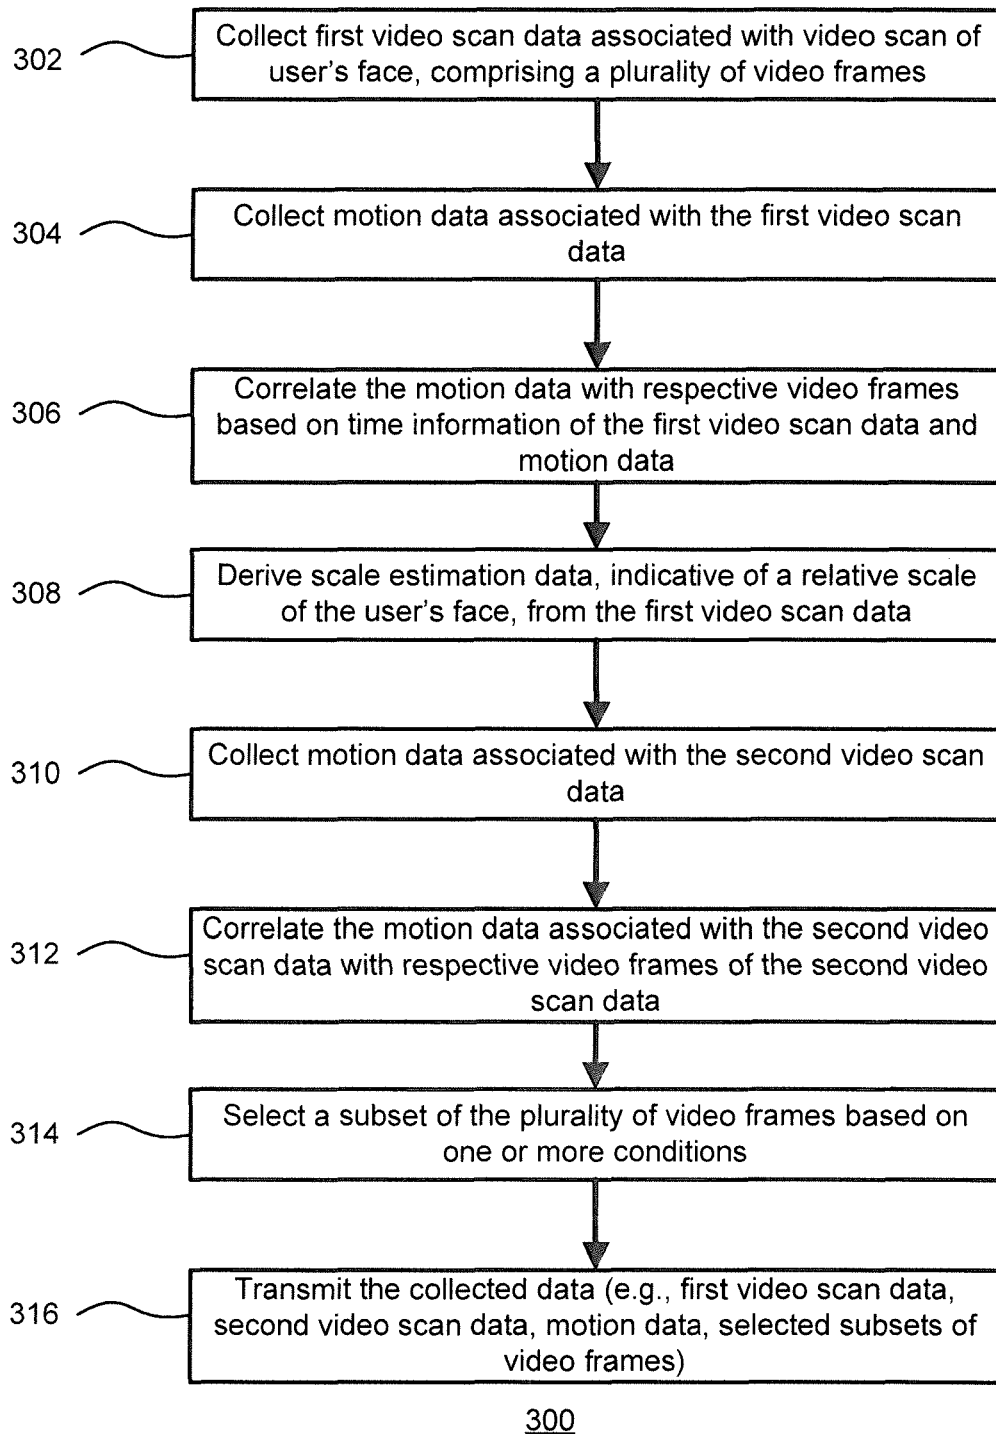 302
Collect first video scan data associated with video scan of
user's face, comprising a plurality of video frames
304
Collect motion data associated with the first video scan
data
306
Correlate the motion data with respective video frames
based on time information of the first video scan data and
motion data
308
Derive scale estimation data, indicative of a relative scale
of the user's face, from the first video scan data
310
Collect motion data associated with the second video scan
data
312
Correlate the motion data associated with the second video
scan data with respective video frames of the second video
scan data
314
Select a subset of the plurality of video frames based on
one or more conditions
316
Transmit the collected data (e.g., first video scan data,
second video scan data, motion data, selected subsets of
video frames)
300